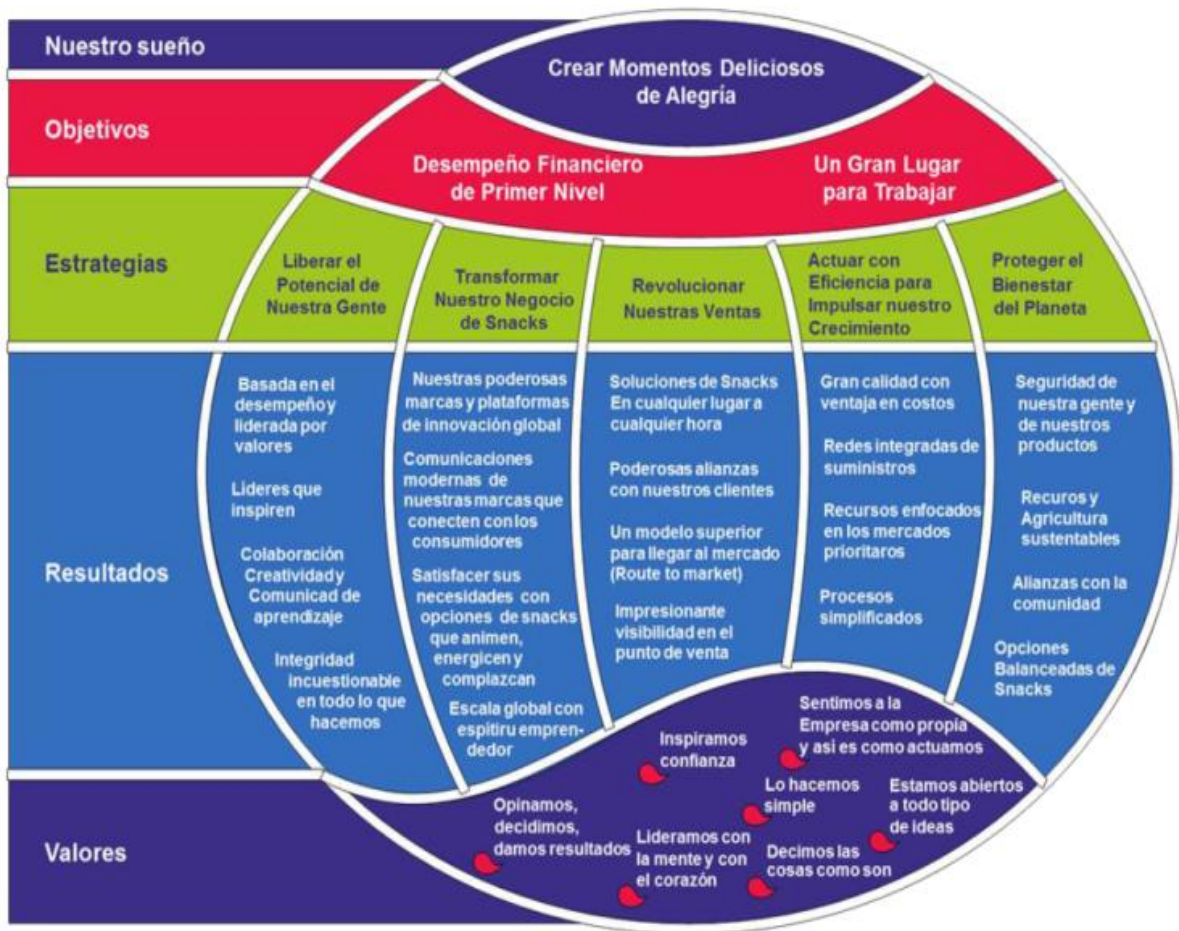 Nuestro sueño
Crear Momentos Deliciosos
de Alegría
Objetivos
Desempeño Financiero
de Primer Nivel
Un Gran Lugar
para Trabajar
Estrategias
Liberar el
Potencial de
Nuestra Gente
Transformar
Nuestro Negocio
de Snacks
Revolucionar
Nuestras Ventas
Actuar con
Eficiencia para
Impulsar nuestro
Crecimiento
Proteger el
Bienestar
del Planeta
Resultados
Basada en el
desempeño y
liderada por
valores
Lideres que
inspiren
Colaboración
Creatividad y
Comunicad de
aprendizaje
Integridad
incuestionable
en todo lo que
hacemos
Nuestras poderosas
marcas y plataformas
de innovación global
Comunicaciones
modernas de
nuestras marcas que
conecten con los
consumidores
Satisfacer sus
necesidades con
opciones de snacks
que animen,
energicen y
complazcan
Escala global con
espitiru empren-
dedor
Soluciones de Snacks
En cualquier lugar a
cualquier hora
Poderosas alianzas
con nuestros clientes
Un modelo superior
para llegar al mercado
(Route to market)
Impresionante
visibilidad en el
punto de venta
Gran calidad con
ventaja en costos
Redes integradas de
suministros
Recursos enfocados
en los mercados
prioritaros
Procesos
simplificados
Seguridad de
nuestra gente y
de nuestros
productos
Recuros y
Agricultura
sustentables
Alianzas con la
comunidad
Opciones
Balanceadas de
Snacks
Valores
Opinamos,
decidimos,
damos resultados
Inspiramos
confianza
Lideramos con
la mente y con
el corazón
Sentimos a la
Empresa como propia
y asi es como actuamos
Lo hacemos
simple
Decimos las
cosas como son
Estamos abiertos
a todo tipo
de ideas